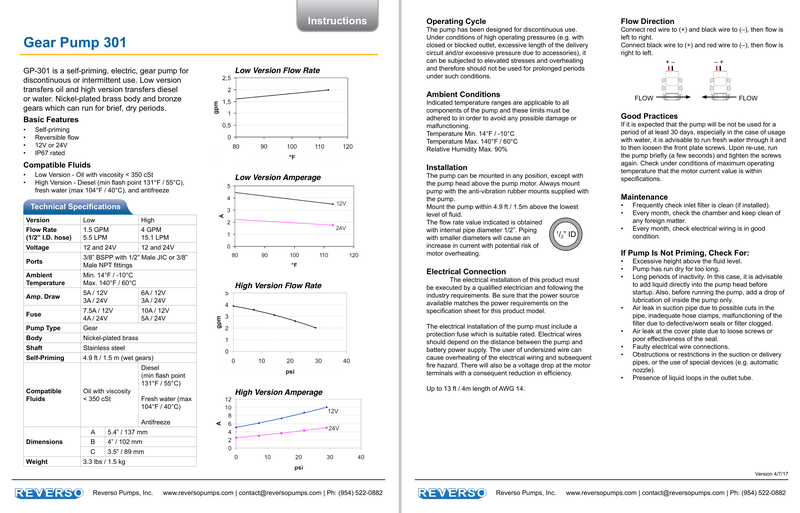 Instructions
Gear Pump 301
GP-301 is a self-priming, electric, gear pump for
discontinuous or intermittent use. Low version
transfers oil and high version transfers diesel
or water. Nickel-plated brass body and bronze
gears which can run for brief, dry periods.
Basic Features
• Self-priming
• Reversible flow
• 12V or 24V
• IP67 rated
Compatible Fluids
• Low Version - Oil with viscosity < 350 cSt
• High Version - Diesel (min flash point 131°F / 55°C),
fresh water (max 104°F / 40°C), and antifreeze
Technical Specifications
Version Low High
Flow Rate (1/2" I.D. hose) 1.5 GPM 5.5 LPM 4 GPM 15.1 LPM
Voltage 12 and 24V 12 and 24V
Ports 3/8" BSPP with 1/2" Male JIC or 3/8"
Male NPT fittings
Ambient Temperature Min. 14°F / -10°C
Max. 140°F / 60°C
Amp. Draw 5A / 12V 3A / 24V 6A / 12V 3A / 24V
Fuse 7.5A / 12V 4A / 24V 10A / 12V 5A / 24V
Pump Type Gear
Body Nickel-plated brass
Shaft Stainless steel
Self-Priming 4.9 ft / 1.5 m (wet gears)
Compatible Fluids
Oil with viscosity
< 350 cSt
Diesel
(min flash point
131°F / 55°C)
Fresh water (max
104°F / 40°C)
Antifreeze
Dimensions
A 5.4" / 137 mm
B 4" / 102 mm
C 3.5" / 89 mm
Weight 3.3 lbs / 1.5 kg
Low Version Flow Rate
2,5
2
1,5
1
0,5
0
gpm
80 90 100 110 120
°F
Low Version Amperage
5
4
3
2
1
0
A
12V
24V
80 90 100 110 120
°F
High Version Flow Rate
5
4
3
2
1
0
gpm
0 10 20 30 40
psi
High Version Amperage
12
10
8
6
4
2
0
A
12V
24V
0 10 20 30 40
psi
REVERSO Reverso Pumps, Inc. www.reversopumps.com | contact@reversopumps.com | Ph: (954) 522-0882
Operating Cycle
The pump has been designed for discontinuous use.
Under conditions of high operating pressures (e.g. with
closed or blocked outlet, excessive length of the delivery
circuit and/or excessive pressure due to accessories), it
can be subjected to elevated stresses and overheating
and therefore should not be used for prolonged periods
under such conditions.
Ambient Conditions
Indicated temperature ranges are applicable to all
components of the pump and these limits must be
adhered to in order to avoid any possible damage or
malfunctioning.
Temperature Min. 14°F / -10°C
Temperature Max. 140°F / 60°C
Relative Humidity Max. 90%
Installation
The pump can be mounted in any position, except with
the pump head above the pump motor. Always mount
pump with the anti-vibration rubber mounts supplied with
the pump.
Mount the pump within 4.9 ft / 1.5m above the lowest
level of fluid.
The flow rate value indicated is obtained
with internal pipe diameter 1/2". Piping
with smaller diameters will cause an
increase in current with potential risk of
motor overheating.
1/2" ID
Electrical Connection
The electrical installation of this product must
be executed by a qualified electrician and following the
industry requirements. Be sure that the power source
available matches the power requirements on the
specification sheet for this product model.
The electrical installation of the pump must include a
protection fuse which is suitable rated. Electrical wires
should depend on the distance between the pump and
battery power supply. The use of undersized wire can
cause overheating of the electrical wiring and subsequent
fire hazard. There will also be a voltage drop at the motor
terminals with a consequent reduction in efficiency.
Up to 13 ft / 4m length of AWG 14.
Flow Direction
Connect red wire to (+) and black wire to (–), then flow is
left to right.
Connect black wire to (+) and red wire to (–), then flow is
right to left.
+ – – +
FLOW FLOW
Good Practices
If it is expected that the pump will not be used for a
period of at least 30 days, especially in the case of usage
with water, it is advisable to run fresh water through it and
to then loosen the front plate screws. Upon re-use, run
the pump briefly (a few seconds) and tighten the screws
again. Check under conditions of maximum operating
temperature that the motor current value is within
specifications.
Maintenance
• Frequently check inlet filter is clean (if installed).
• Every month, check the chamber and keep clean of
any foreign matter.
• Every month, check electrical wiring is in good
condition.
If Pump Is Not Priming, Check For:
• Excessive height above the fluid level.
• Pump has run dry for too long.
• Long periods of inactivity. In this case, it is advisable
to add liquid directly into the pump head before
startup. Also, before running the pump, add a drop of
lubrication oil inside the pump only.
• Air leak in suction pipe due to possible cuts in the
pipe, inadequate hose clamps, malfunctioning of the
filter due to defective/worn seals or filter clogged.
• Air leak at the cover plate due to loose screws or
poor effectiveness of the seal.
• Faulty electrical wire connections.
• Obstructions or restrictions in the suction or delivery
pipes, or the use of special devices (e.g. automatic
nozzle).
• Presence of liquid loops in the outlet tube.
Version 4/7/17
REVERSO Reverso Pumps, Inc. www.reversopumps.com | contact@reversopumps.com | Ph: (954) 522-0882